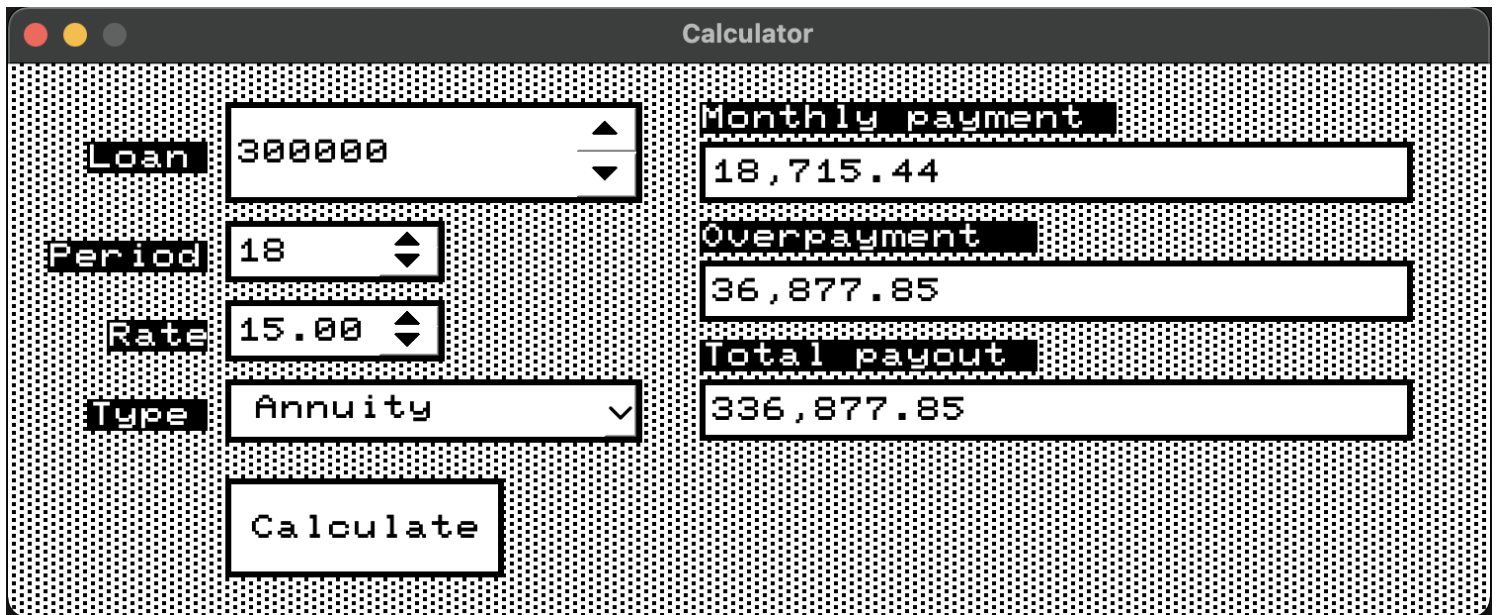 Calculator
Loan
300000
Period
18
Rate
15.00
Type
Annuity
Calculate
Monthly payment
18,715.44
Overpayment
36,877.85
Total payout
336,877.85